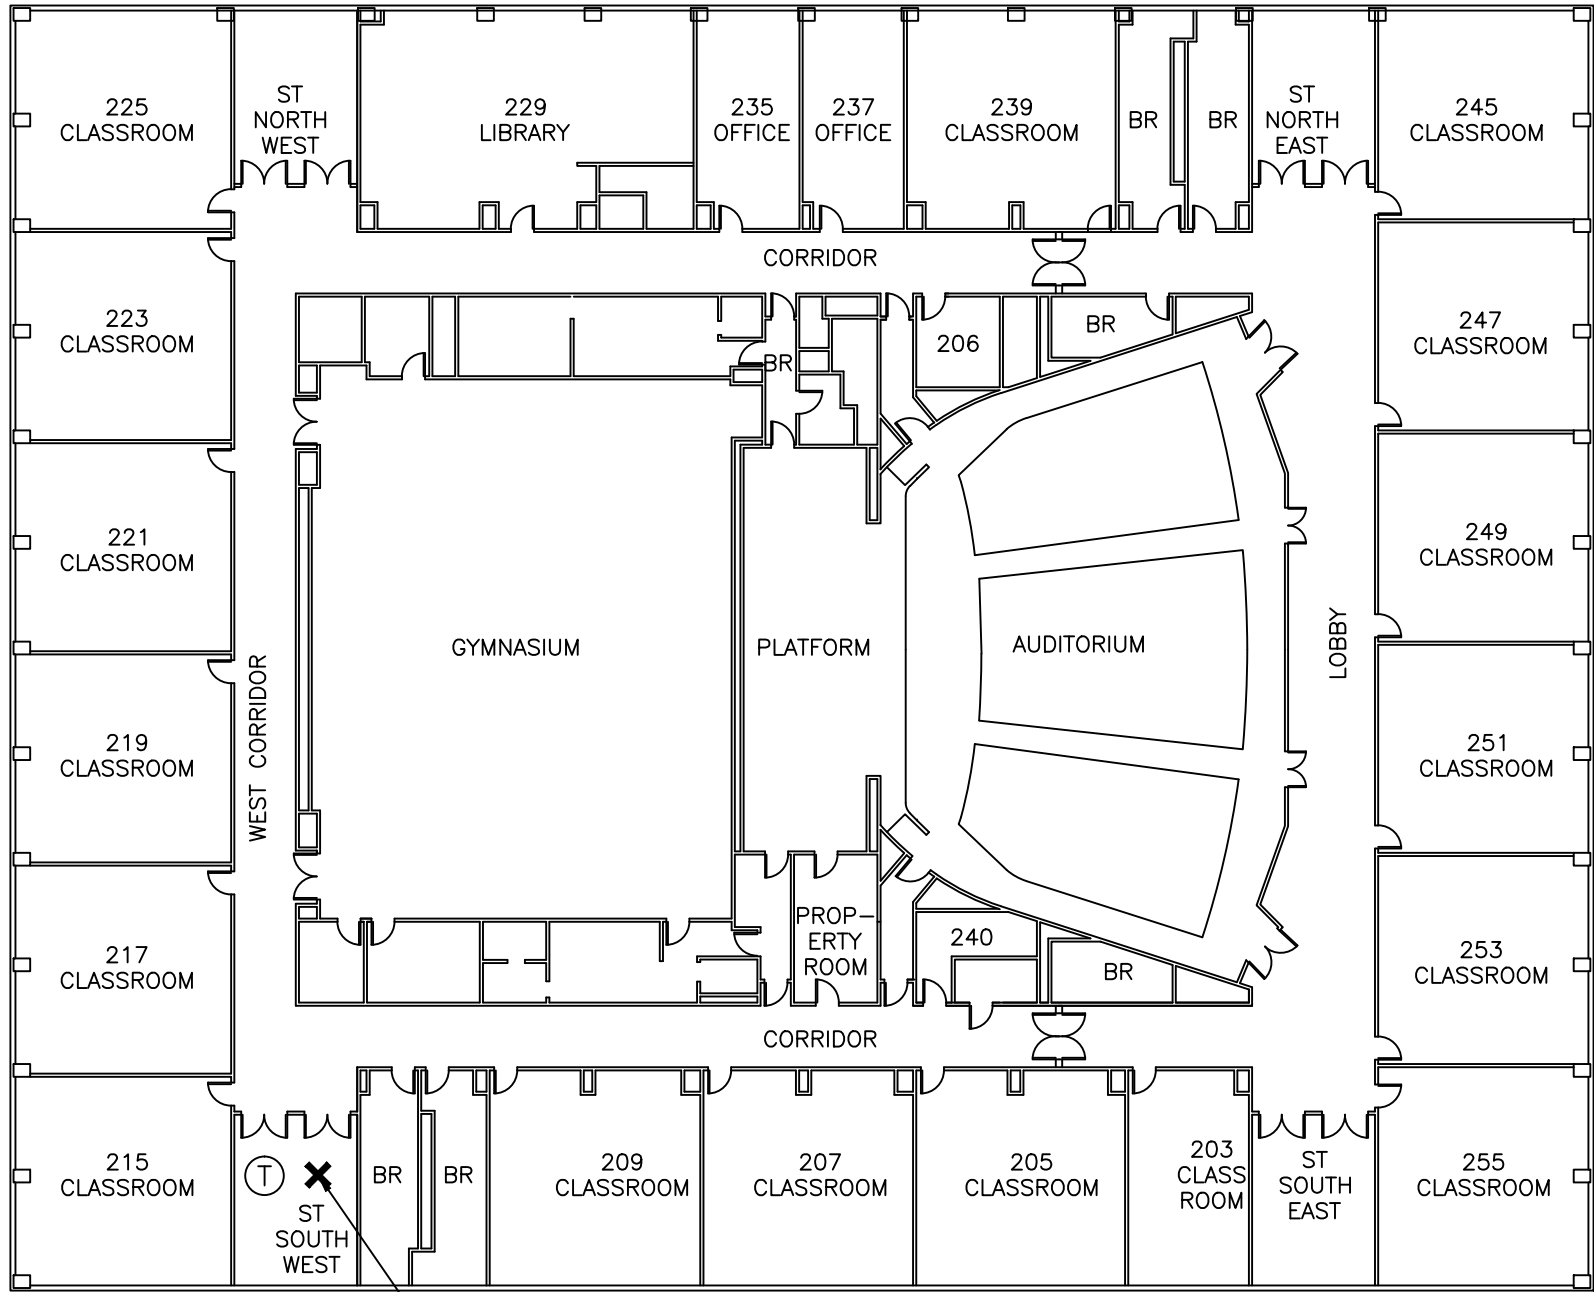 225
CLASSROOM
ST
NORTH
WEST
229
LIBRARY
235
OFFICE
237
OFFICE
239
CLASSROOM
BR
BR
ST
NORTH
EAST
245
CLASSROOM
CORRIDOR
223
CLASSROOM
BR
206
BR
247
CLASSROOM
221
CLASSROOM
249
CLASSROOM
WEST CORRIDOR
GYMNASIUM
PLATFORM
AUDITORIUM
LOBBY
219
CLASSROOM
251
CLASSROOM
217
CLASSROOM
PROP-
ERTY
ROOM
240
BR
253
CLASSROOM
CORRIDOR
215
CLASSROOM
T
ST
SOUTH
WEST
BR
BR
209
CLASSROOM
207
CLASSROOM
205
CLASSROOM
203
CLASS
ROOM
ST
SOUTH
EAST
255
CLASSROOM